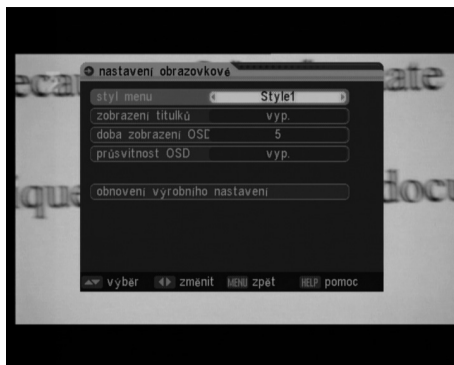 nastavení obrazovkové
styl menu Style1
zobrazení titulků vyp.
doba zobrazení OSD 5
průsvitnost OSD vyp.
obnovení výrobního nastavení
výběr změnit MENU zpět HELP pomoc